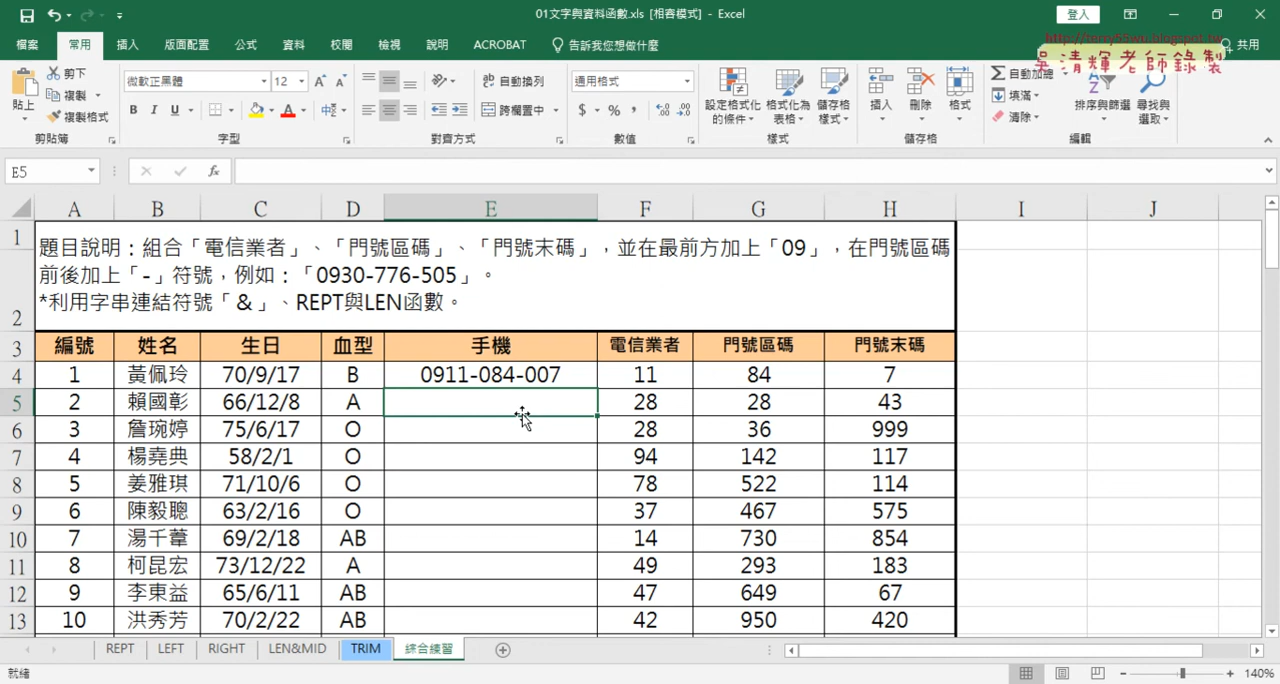 01文字與資料函數.xls [相容模式] - Excel
登入
http://terry55wu.blogspot.tw
吳清輝老師錄製
檔案 常用 插入 版面配置 公式 資料 校閱 檢視 說明 ACROBAT 告訴我您想做什麼 共用
貼上 剪下 複製 複製格式 剪貼簿
微軟正黑體 12 B I U 字型
自動換列 跨欄置中 對齊方式
通用格式 $ % , 數值
設定格式化的條件 格式化為表格 儲存格樣式 樣式
插入 刪除 格式 儲存格
自動加總 填滿 清除 排序與篩選 尋找與選取 編輯
E5 fx
A B C D E F G H I J
1 題目說明：組合「電信業者」、「門號區碼」、「門號末碼」，並在最前方加上「09」，在門號區碼
前後加上「-」符號，例如：「0930-776-505」。
2 *利用字串連結符號「&」、REPT與LEN函數。
3 編號 姓名 生日 血型 手機 電信業者 門號區碼 門號末碼
4 1 黃佩玲 70/9/17 B 0911-084-007 11 84 7
5 2 賴國彰 66/12/8 A 28 28 43
6 3 詹琬婷 75/6/17 O 28 36 999
7 4 楊堯典 58/2/1 O 94 142 117
8 5 姜雅琪 71/10/6 O 78 522 114
9 6 陳毅聰 63/2/16 O 37 467 575
10 7 湯千葦 69/2/18 AB 14 730 854
11 8 柯昆宏 73/12/22 A 49 293 183
12 9 李東益 65/6/11 AB 47 649 67
13 10 洪秀芳 70/2/22 AB 42 950 420
REPT LEFT RIGHT LEN&MID TRIM 綜合練習
就緒 140%